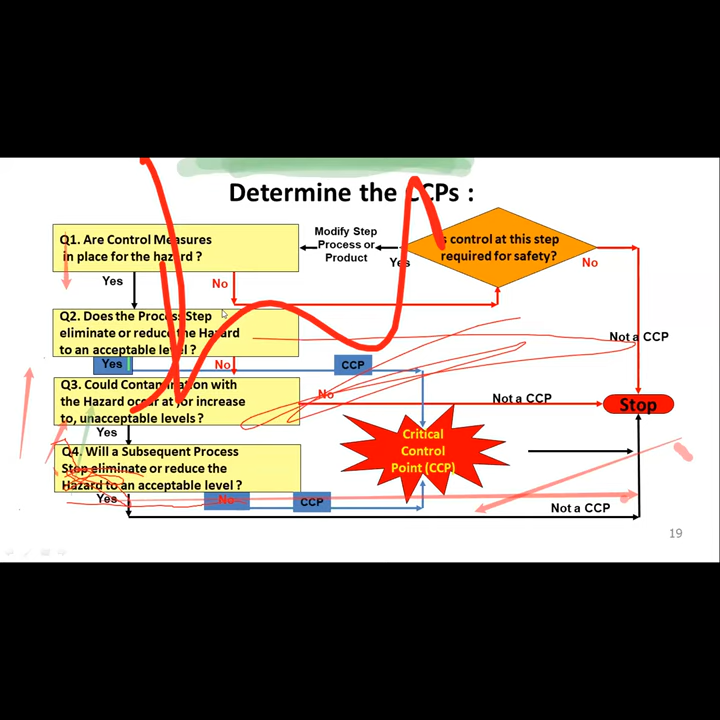 Determine the CCPs :
Q1. Are Control Measures
in place for the hazard ?
Modify Step
Process or
Product
Is control at this step
required for safety?
Yes
No
Yes
No
Q2. Does the Process Step
eliminate or reduce the Hazard
to an acceptable level ?
Not a CCP
Yes
No
CCP
Q3. Could Contamination with
the Hazard occur at /or increase
to, unacceptable levels ?
No
Not a CCP
Stop
Yes
Critical
Control
Point (CCP)
Q4. Will a Subsequent Process
Stop eliminate or reduce the
Hazard to an acceptable level ?
Yes
No
CCP
Not a CCP
19